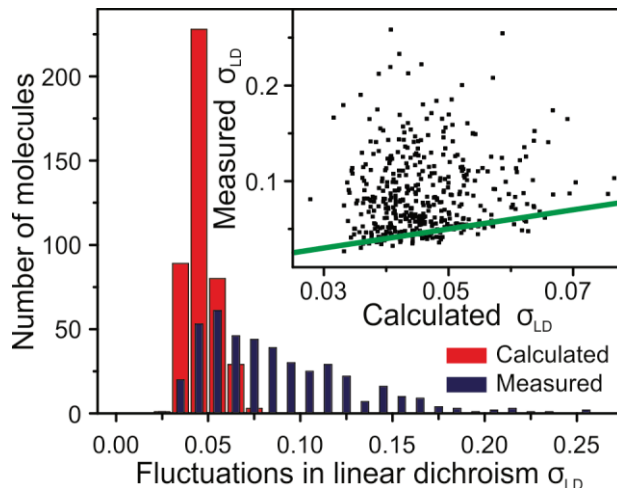 Number of molecules
200
150
100
50
0
0.00
0.05
0.10
0.15
0.20
0.25
Fluctuations in linear dichroism σLD
Measured σLD
0.2
0.1
0.03
0.05
0.07
Calculated σLD
Calculated
Measured